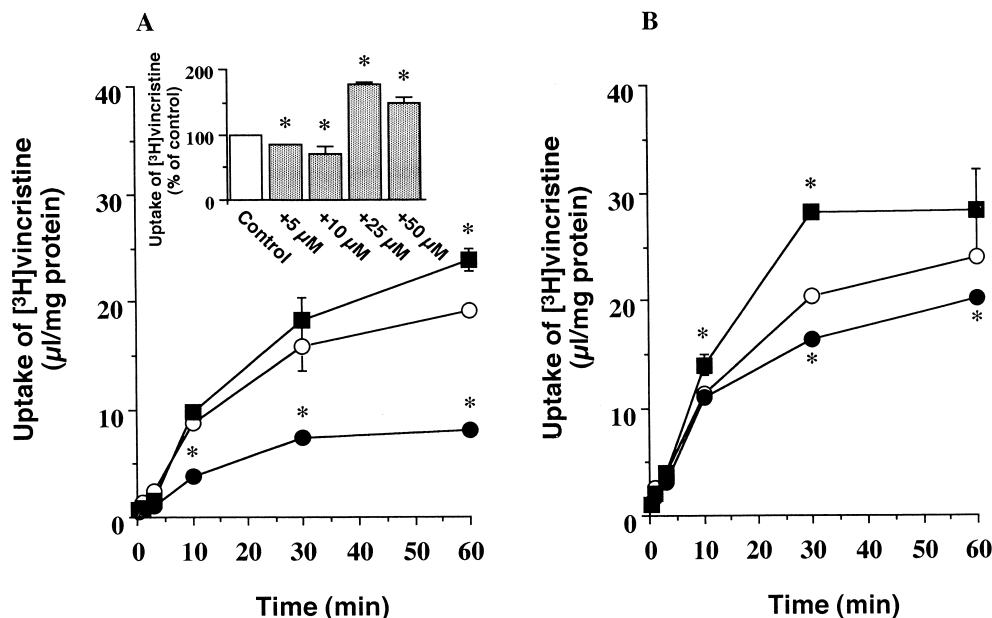 A
Uptake of [³H]vincristine
(% of control)
200
100
0
*
*
*
*
Control
+5 µM
+10 µM
+25 µM
+50 µM
Uptake of [³H]vincristine
(µl/mg protein)
40
30
20
10
0
*
*
*
*
0
10
20
30
40
50
60
Time (min)
B
Uptake of [³H]vincristine
(µl/mg protein)
40
30
20
10
0
*
*
*
*
0
10
20
30
40
50
60
Time (min)